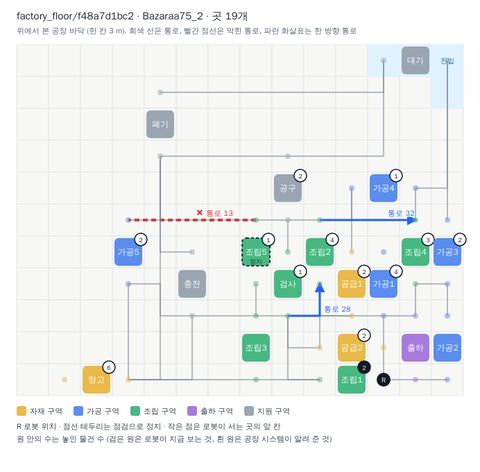 factory_floor/f48a7d1bc2 · Bazaraa75_2 · 곳 19개
위에서 본 공장 바닥 (한 칸 3 m). 회색 선은 통로, 빨간 점선은 막힌 통로, 파란 화살표는 한 방향 통로
대기
폐기
공구 2
가공4 1
✕ 통로 13
통로 32
가공5 2
조립5 1
정지
조립2 4
조립4 3
가공3 2
충전
검사 1
공급1 2
가공1 4
통로 28
조립3
공급2 2
출하
가공2
창고 6
조립1 2
R
자재 구역
가공 구역
조립 구역
출하 구역
지원 구역
R 로봇 위치 · 점선 테두리는 점검으로 정지 · 작은 점은 로봇이 서는 곳의 앞 칸
원 안의 수는 놓인 물건 수 (검은 원은 로봇이 지금 보는 것, 흰 원은 공장 시스템이 알려 준 것)